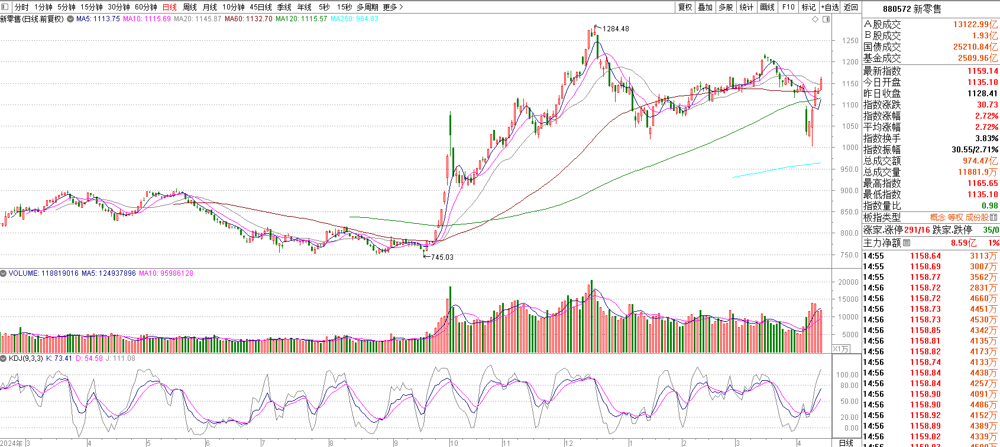 分时 1分钟 5分钟 15分钟 30分钟 60分钟 日线 周线 月线 10分钟 45日线 季线 年线 5秒 15秒 多周期 更多 >
复权 叠加 多股 统计 画线 F10 标记 +自选 返回
新零售(日线.前复权) MA5: 1113.75 MA10: 1115.69 MA20: 1145.87 MA60: 1132.70 MA120: 1115.57 MA250: 964.83
1284.48
745.03
1250
1200
1150
1100
1050
1000
950.0
900.0
850.0
800.0
750.0
VOLUME: 118819016 MA5: 124937896 MA10: 95986128
20000
15000
10000
5000
X1万
KDJ(9,3,3) K: 73.41 D: 54.58 J: 111.08
100.00
80.00
50.00
20.00
0.00
2024年 3 4 5 6 7 8 9 10 11 12 1 2 3 4 日线
880572 新零售
A股成交 13122.99亿
B股成交 1.93亿
国债成交 25210.84亿
基金成交 2509.96亿
最新指数 1159.14
今日开盘 1135.10
昨日收盘 1128.41
指数涨跌 30.73
指数涨幅 2.72%
平均涨幅 2.72%
指数换手 3.83%
指数振幅 30.55/2.71%
总成交额 974.47亿
总成交量 11881.9万
最高指数 1165.65
最低指数 1135.10
指数量比 0.98
板指类型 概念 等权 成份股
涨家.涨停 291/16 跌家.跌停 35/0
主力净额 8.59亿 1%
14:55 1158.64 3113万
14:55 1158.69 3007万
14:55 1158.77 3562万
14:56 1158.72 2831万
14:56 1158.72 4660万
14:56 1158.73 4451万
14:56 1158.73 4530万
14:56 1158.85 4342万
14:56 1158.81 4135万
14:56 1158.82 4173万
14:56 1158.74 4133万
14:56 1158.84 4438万
14:56 1158.84 4257万
14:56 1158.90 4091万
14:56 1158.90 4486万
14:56 1158.92 4152万
14:56 1158.89 4389万
14:56 1159.02 4339万